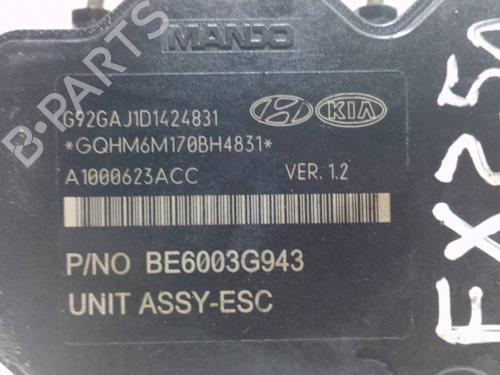 MANDO
G92GAJ1D1424831
KIA
*GQHM6M170BH4831*
A1000623ACC VER. 1.2
P/NO BE6003G943
UNIT ASSY-ESC
B-PARTS